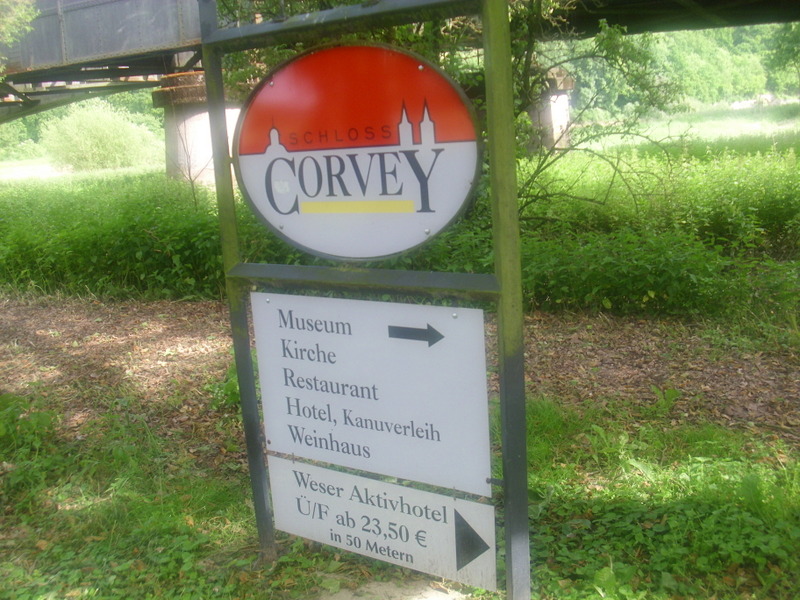 SCHLOSS
CORVEY
Museum
Kirche
Restaurant
Hotel, Kanuverleih
Weinhaus
Weser Aktivhotel
Ü/F ab 23,50 €
in 50 Metern